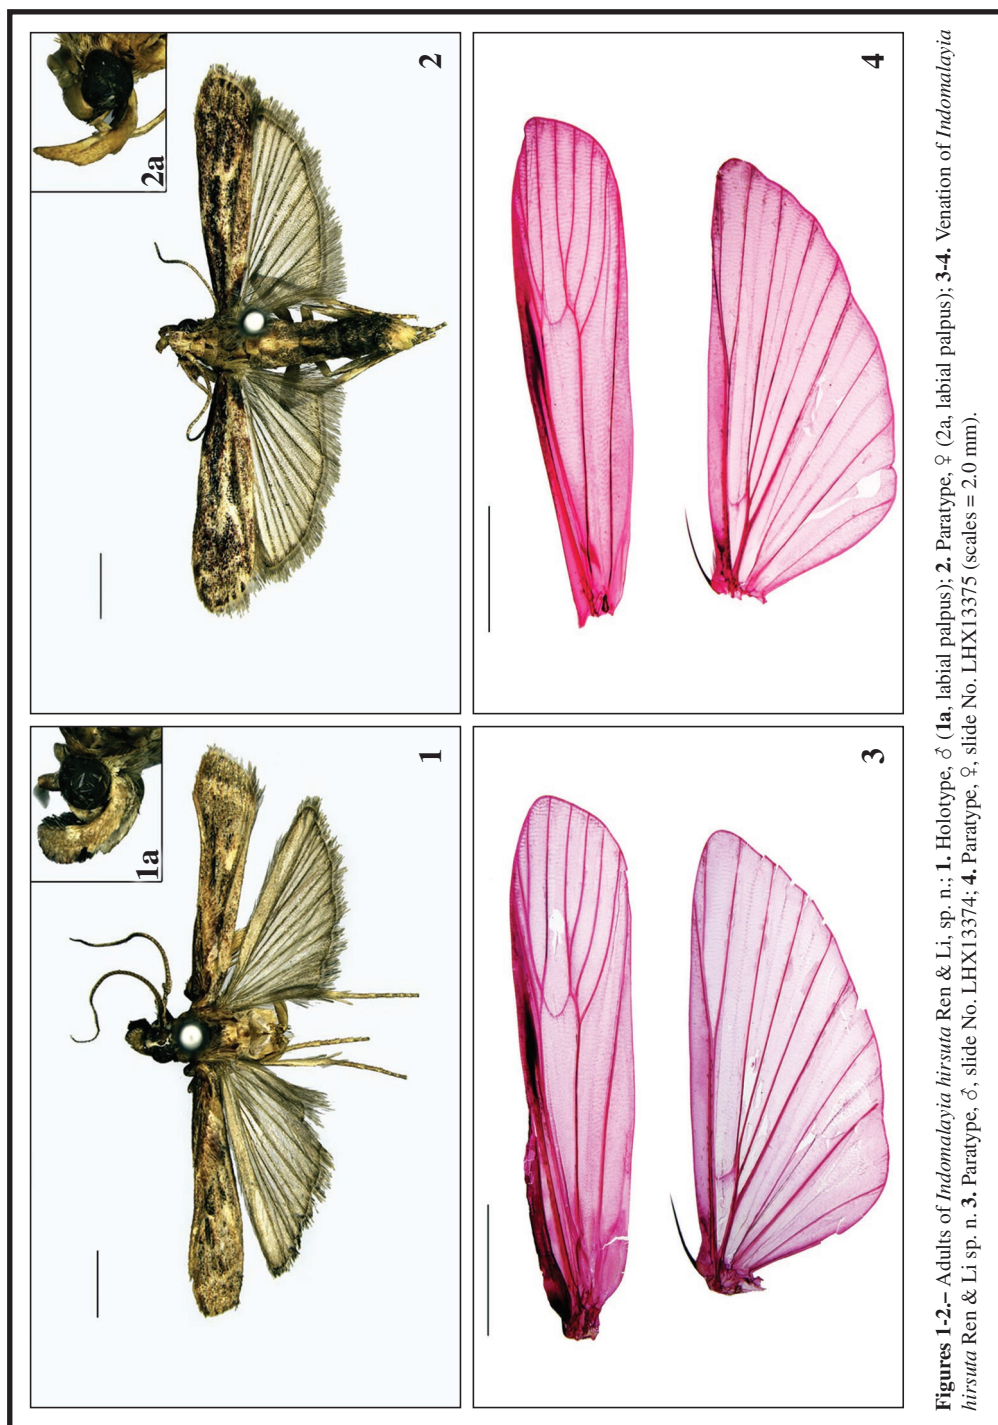 1a
1
2a
2
3
4
Figures 1-2.– Adults of Indomalayia hirsuta Ren & Li, sp. n.; 1. Holotype, ♂ (1a, labial palpus); 2. Paratype, ♀ (2a, labial palpus); 3-4. Venation of Indomalayia
hirsuta Ren & Li sp. n. 3. Paratype, ♂, slide No. LHX13374; 4. Paratype, ♀, slide No. LHX13375 (scales = 2.0 mm).